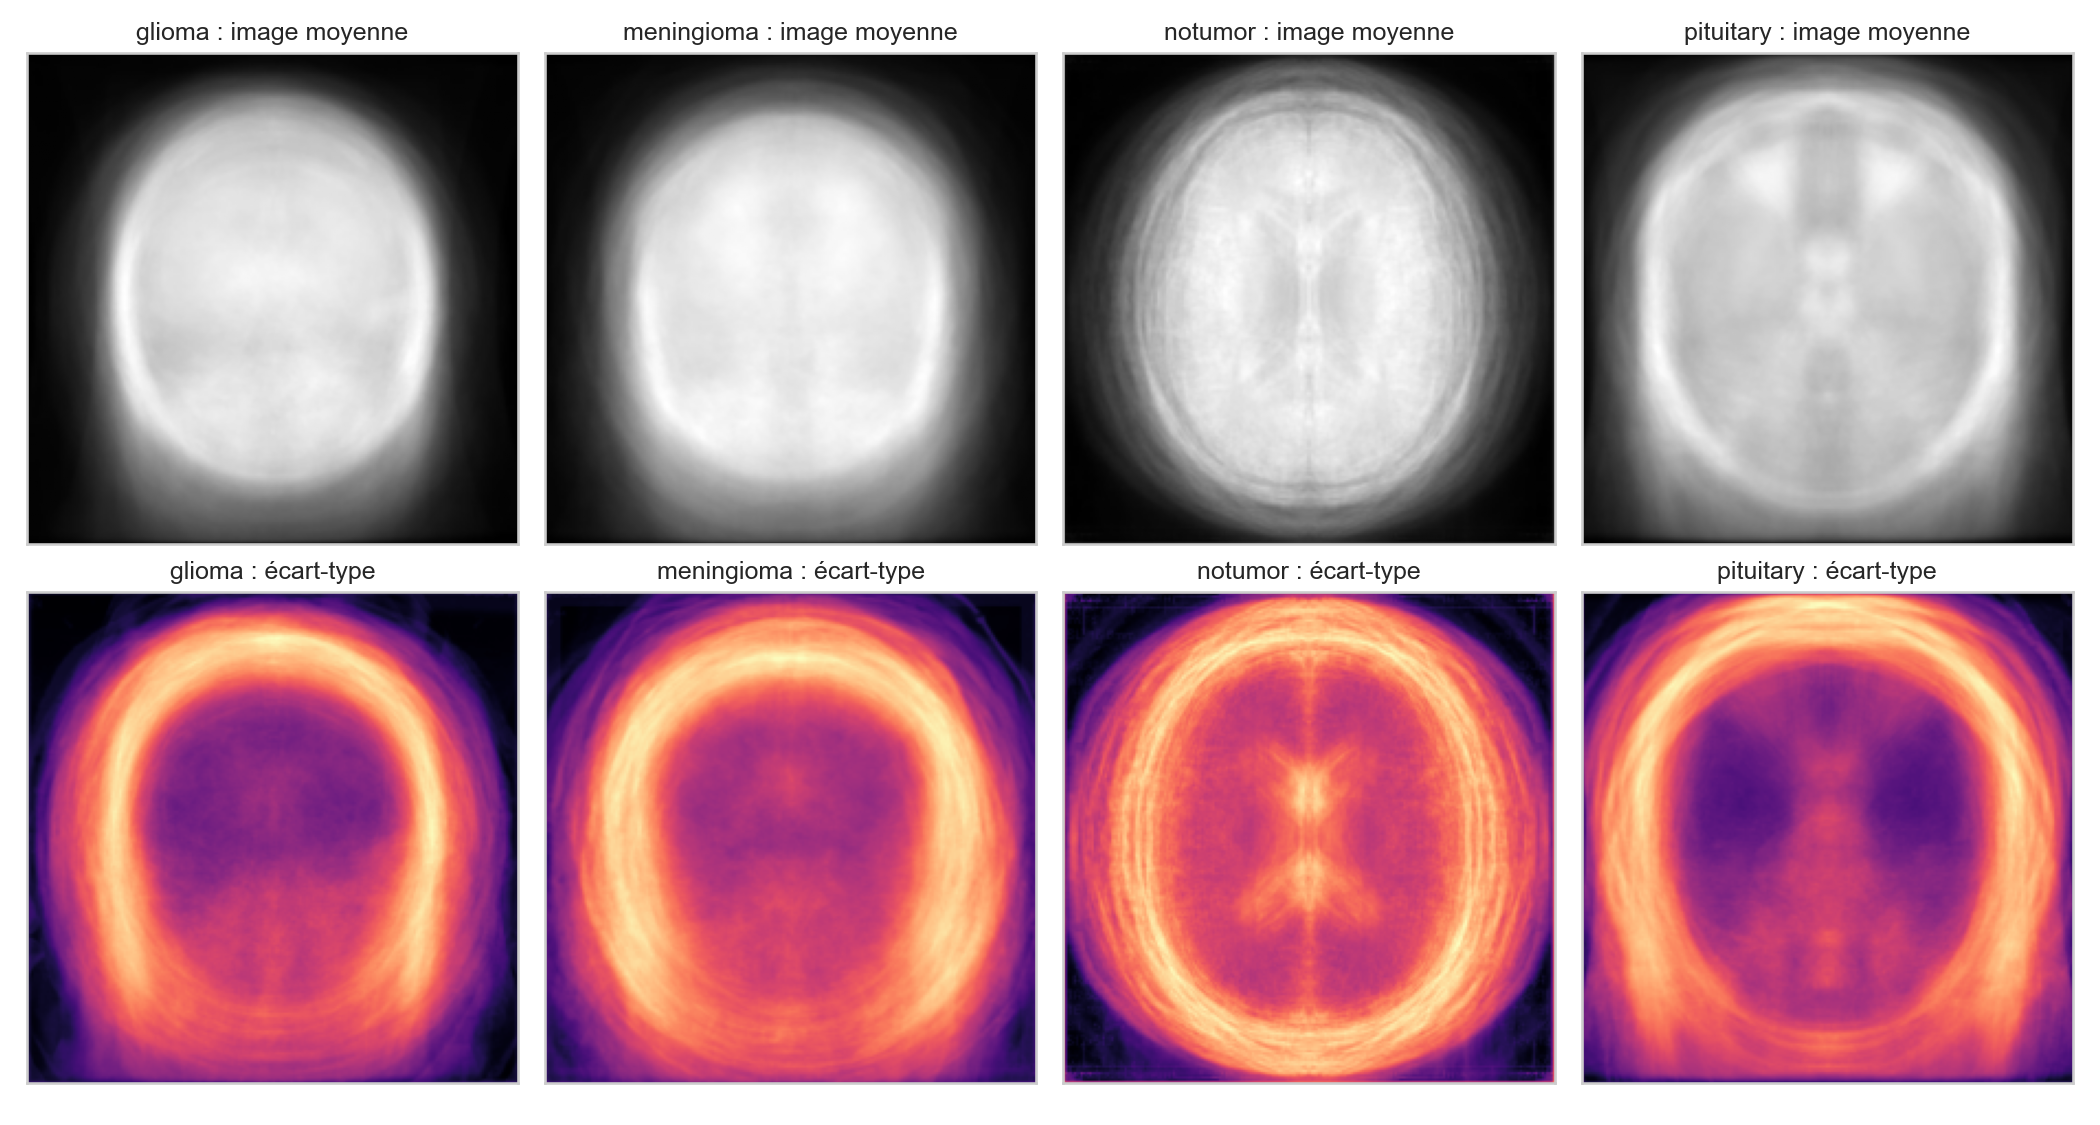 glioma : image moyenne
meningioma : image moyenne
notumor : image moyenne
pituitary : image moyenne
glioma : écart-type
meningioma : écart-type
notumor : écart-type
pituitary : écart-type